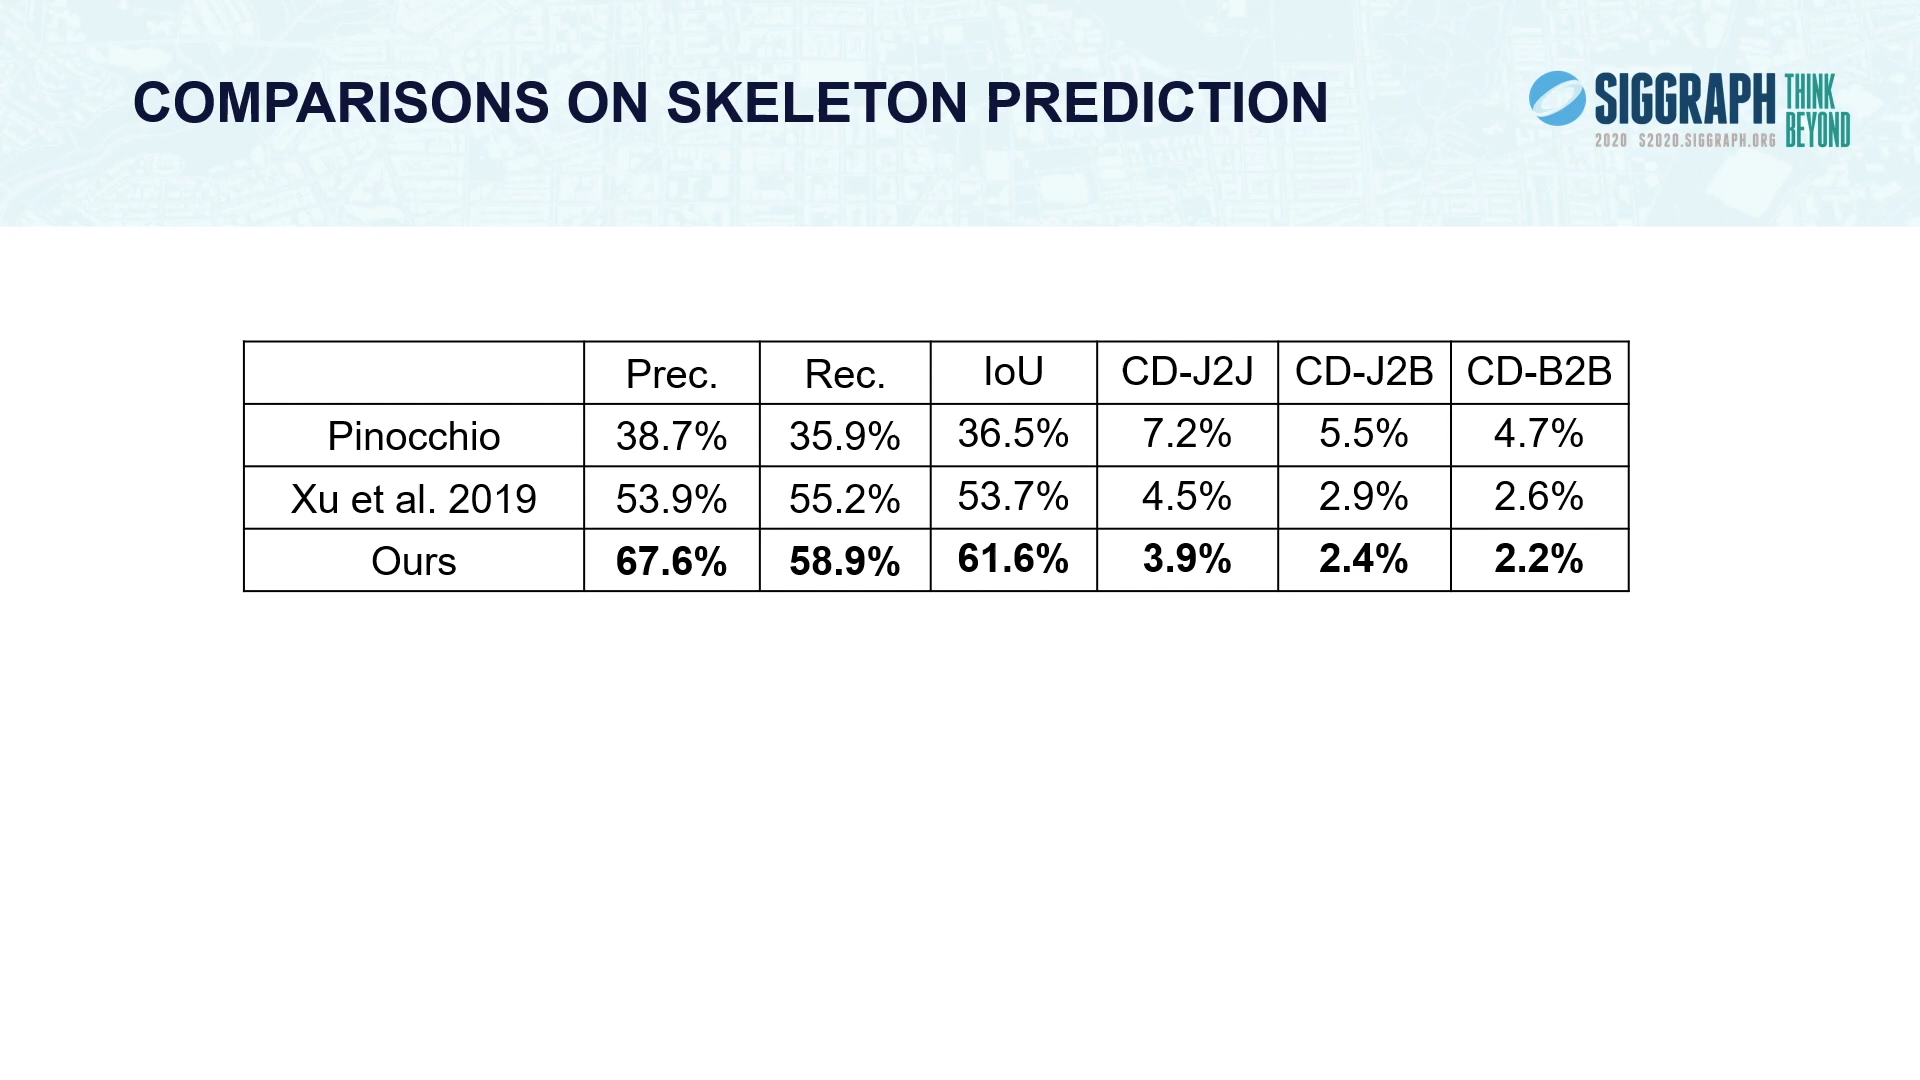 COMPARISONS ON SKELETON PREDICTION
SIGGRAPH THINK BEYOND
2020 S2020.SIGGRAPH.ORG
Prec. Rec. IoU CD-J2J CD-J2B CD-B2B
Pinocchio 38.7% 35.9% 36.5% 7.2% 5.5% 4.7%
Xu et al. 2019 53.9% 55.2% 53.7% 4.5% 2.9% 2.6%
Ours 67.6% 58.9% 61.6% 3.9% 2.4% 2.2%